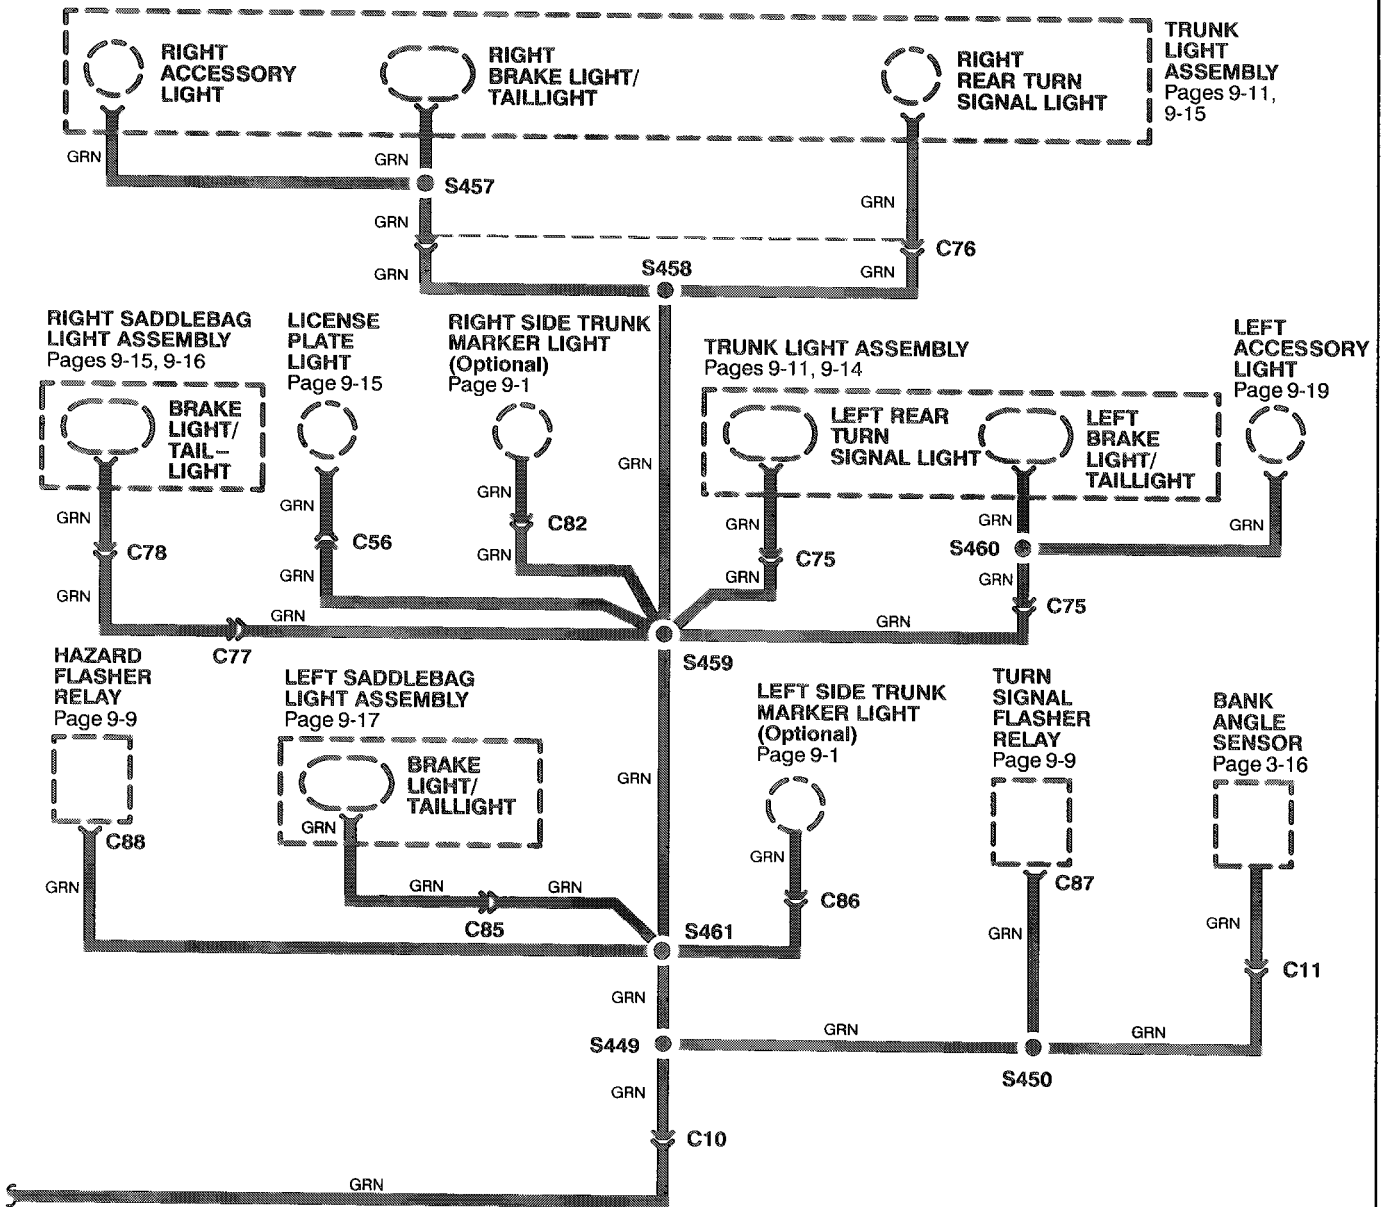 RIGHT
ACCESSORY
LIGHT
RIGHT
BRAKE LIGHT/
TAILLIGHT
RIGHT
REAR TURN
SIGNAL LIGHT
TRUNK
LIGHT
ASSEMBLY
Pages 9-11,
9-15
GRN
GRN
S457
GRN
GRN
C76
GRN
GRN
S458
RIGHT SADDLEBAG
LIGHT ASSEMBLY
Pages 9-15, 9-16
BRAKE
LIGHT/
TAIL–
LIGHT
LICENSE
PLATE
LIGHT
Page 9-15
RIGHT SIDE TRUNK
MARKER LIGHT
(Optional)
Page 9-1
TRUNK LIGHT ASSEMBLY
Pages 9-11, 9-14
LEFT REAR
TURN
SIGNAL LIGHT
LEFT
BRAKE
LIGHT/
TAILLIGHT
LEFT
ACCESSORY
LIGHT
Page 9-19
GRN
GRN
C78
GRN
GRN
C56
GRN
GRN
C82
GRN
GRN
C75
GRN
GRN
S460
GRN
GRN
C75
GRN
C77
GRN
S459
HAZARD
FLASHER
RELAY
Page 9-9
LEFT SADDLEBAG
LIGHT ASSEMBLY
Page 9-17
BRAKE
LIGHT/
TAILLIGHT
GRN
LEFT SIDE TRUNK
MARKER LIGHT
(Optional)
Page 9-1
TURN
SIGNAL
FLASHER
RELAY
Page 9-9
BANK
ANGLE
SENSOR
Page 3-16
GRN
C88
GRN
GRN
C85
GRN
GRN
C86
S461
C87
GRN
GRN
C11
GRN
S449
GRN
GRN
S450
GRN
C10
GRN